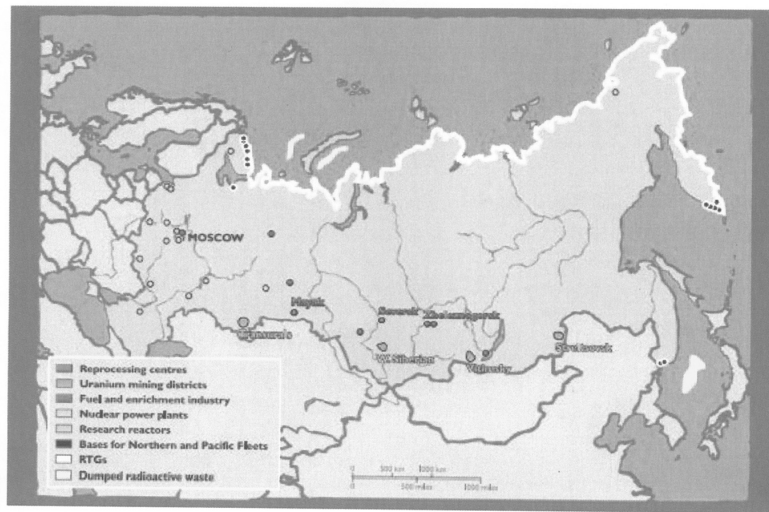 MOSCOW
Mayak
Seversk
Zheleznogorsk
W. Siberian
Vitimsky
Streltsovsk
Reprocessing centres
Uranium mining districts
Fuel and enrichment industry
Nuclear power plants
Research reactors
Bases for Northern and Pacific Fleets
RTGs
Dumped radioactive waste
0 500 km 1000 km
0 500 miles 1000 miles